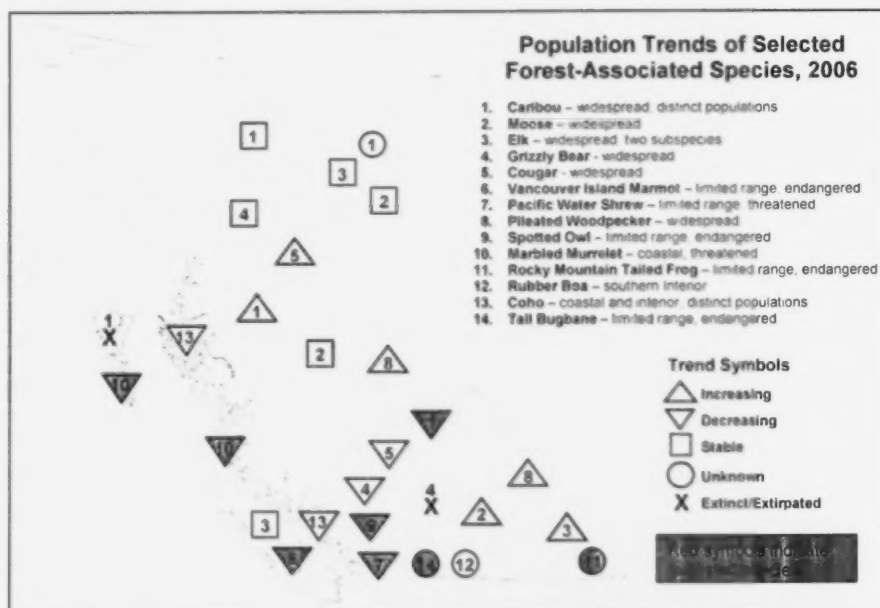 Population Trends of Selected
Forest-Associated Species, 2006
1. Caribou – widespread, distinct populations
2. Moose – widespread
3. Elk – widespread, two subspecies
4. Grizzly Bear - widespread
5. Cougar - widespread
6. Vancouver Island Marmot – limited range, endangered
7. Pacific Water Shrew – limited range, threatened
8. Pileated Woodpecker – widespread
9. Spotted Owl – limited range, endangered
10. Marbled Murrelet – coastal, threatened
11. Rocky Mountain Tailed Frog – limited range, endangered
12. Rubber Boa – southern interior
13. Coho – coastal and interior, distinct populations
14. Tall Bugbane – limited range, endangered
1
1
3
2
4
5
1
1
X
13
2
8
10
10
5
4
4
X
8
2
3
3
13
9
7
14
12
11
Trend Symbols
Increasing
Decreasing
Stable
Unknown
X Extinct/Extirpated